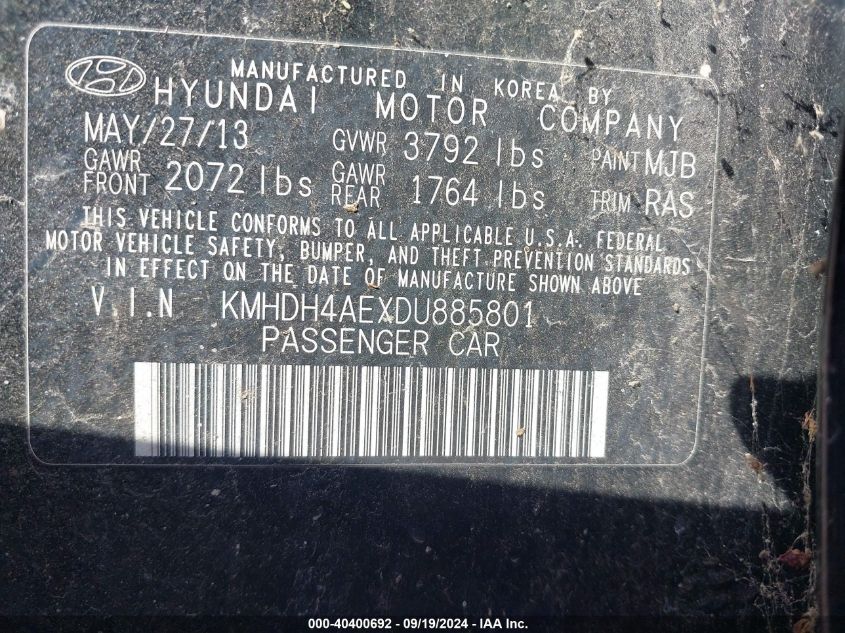 MANUFACTURED IN KOREA BY
HYUNDAI MOTOR COMPANY
MAY/27/13 GVWR 3792 lbs PAINT MJB
GAWR FRONT 2072 lbs GAWR REAR 1764 lbs TRIM RAS
THIS VEHICLE CONFORMS TO ALL APPLICABLE U.S.A. FEDERAL
MOTOR VEHICLE SAFETY, BUMPER, AND THEFT PREVENTION STANDARDS
IN EFFECT ON THE DATE OF MANUFACTURE SHOWN ABOVE.
V.I.N KMHDH4AEXDU885801
PASSENGER CAR
000-40400692 - 09/19/2024 - IAA Inc.